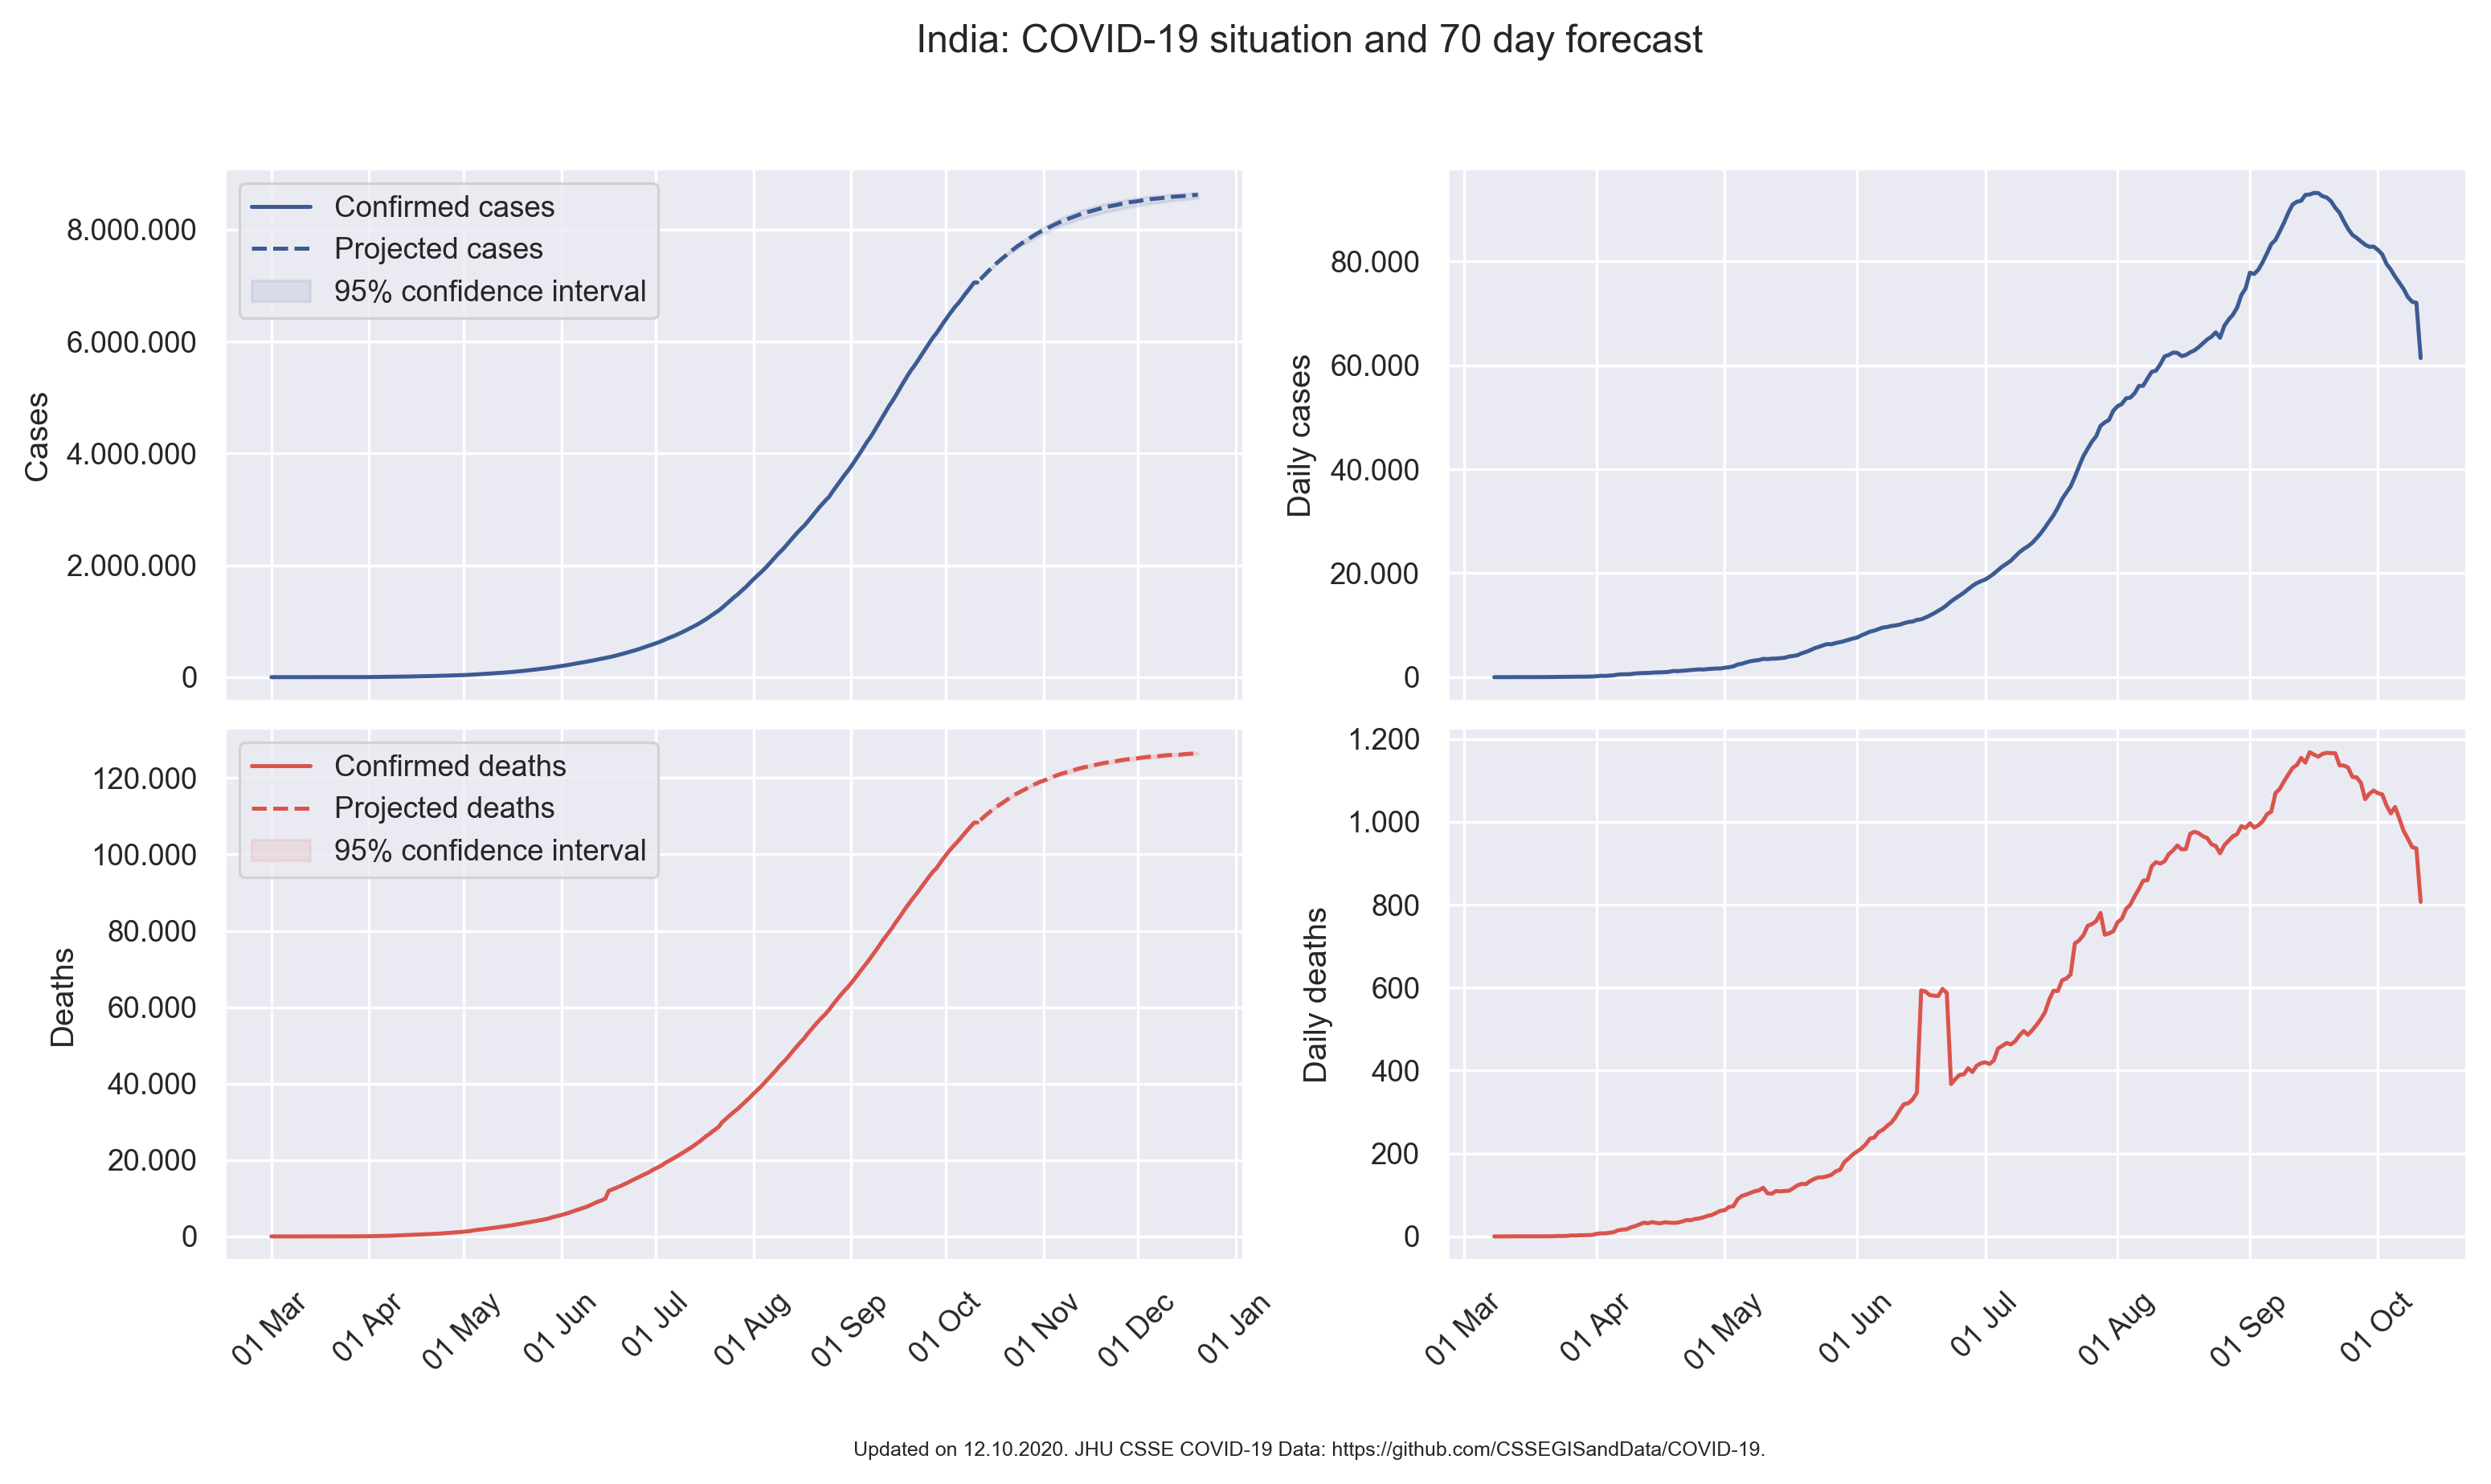 India: COVID-19 situation and 70 day forecast
Confirmed cases
Projected cases
95% confidence interval
Cases
8.000.000
6.000.000
4.000.000
2.000.000
0
Daily cases
80.000
60.000
40.000
20.000
0
Confirmed deaths
Projected deaths
95% confidence interval
Deaths
120.000
100.000
80.000
60.000
40.000
20.000
0
01 Mar
01 Apr
01 May
01 Jun
01 Jul
01 Aug
01 Sep
01 Oct
01 Nov
01 Dec
01 Jan
Daily deaths
1.200
1.000
800
600
400
200
0
01 Mar
01 Apr
01 May
01 Jun
01 Jul
01 Aug
01 Sep
01 Oct
Updated on 12.10.2020. JHU CSSE COVID-19 Data: https://github.com/CSSEGISandData/COVID-19.